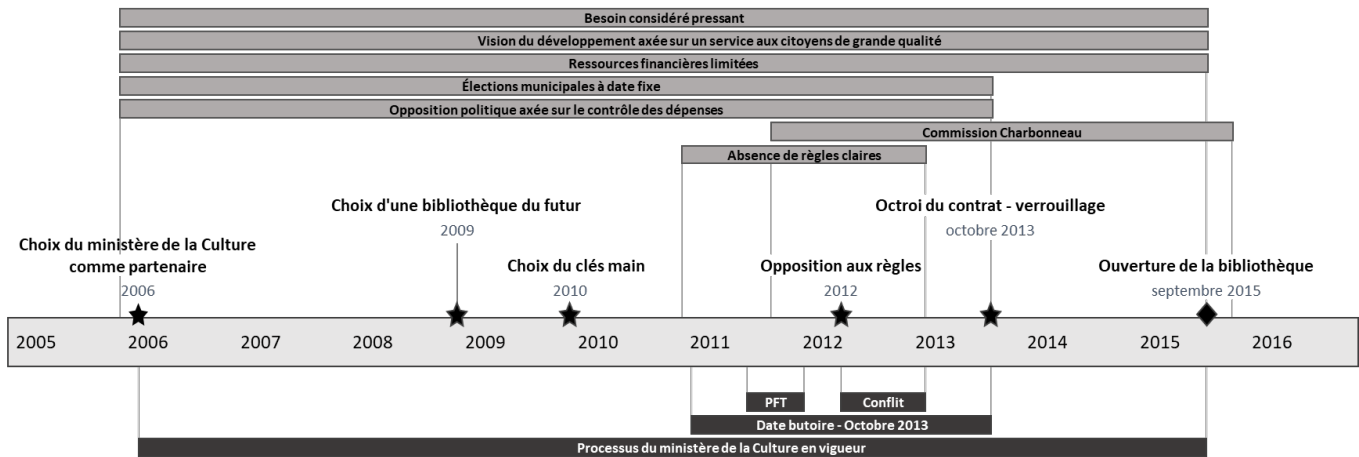 Besoin considéré pressant
Vision du développement axée sur un service aux citoyens de grande qualité
Ressources financières limitées
Élections municipales à date fixe
Opposition politique axée sur le contrôle des dépenses
Commission Charbonneau
Absence de règles claires
Choix d'une bibliothèque du futur
2009
Octroi du contrat - verrouillage
octobre 2013
Choix du ministère de la Culture
comme partenaire
2006
Choix du clés main
2010
Opposition aux règles
2012
Ouverture de la bibliothèque
septembre 2015
2005 2006 2007 2008 2009 2010 2011 2012 2013 2014 2015 2016
PFT
Conflit
Date butoire - Octobre 2013
Processus du ministère de la Culture en vigueur